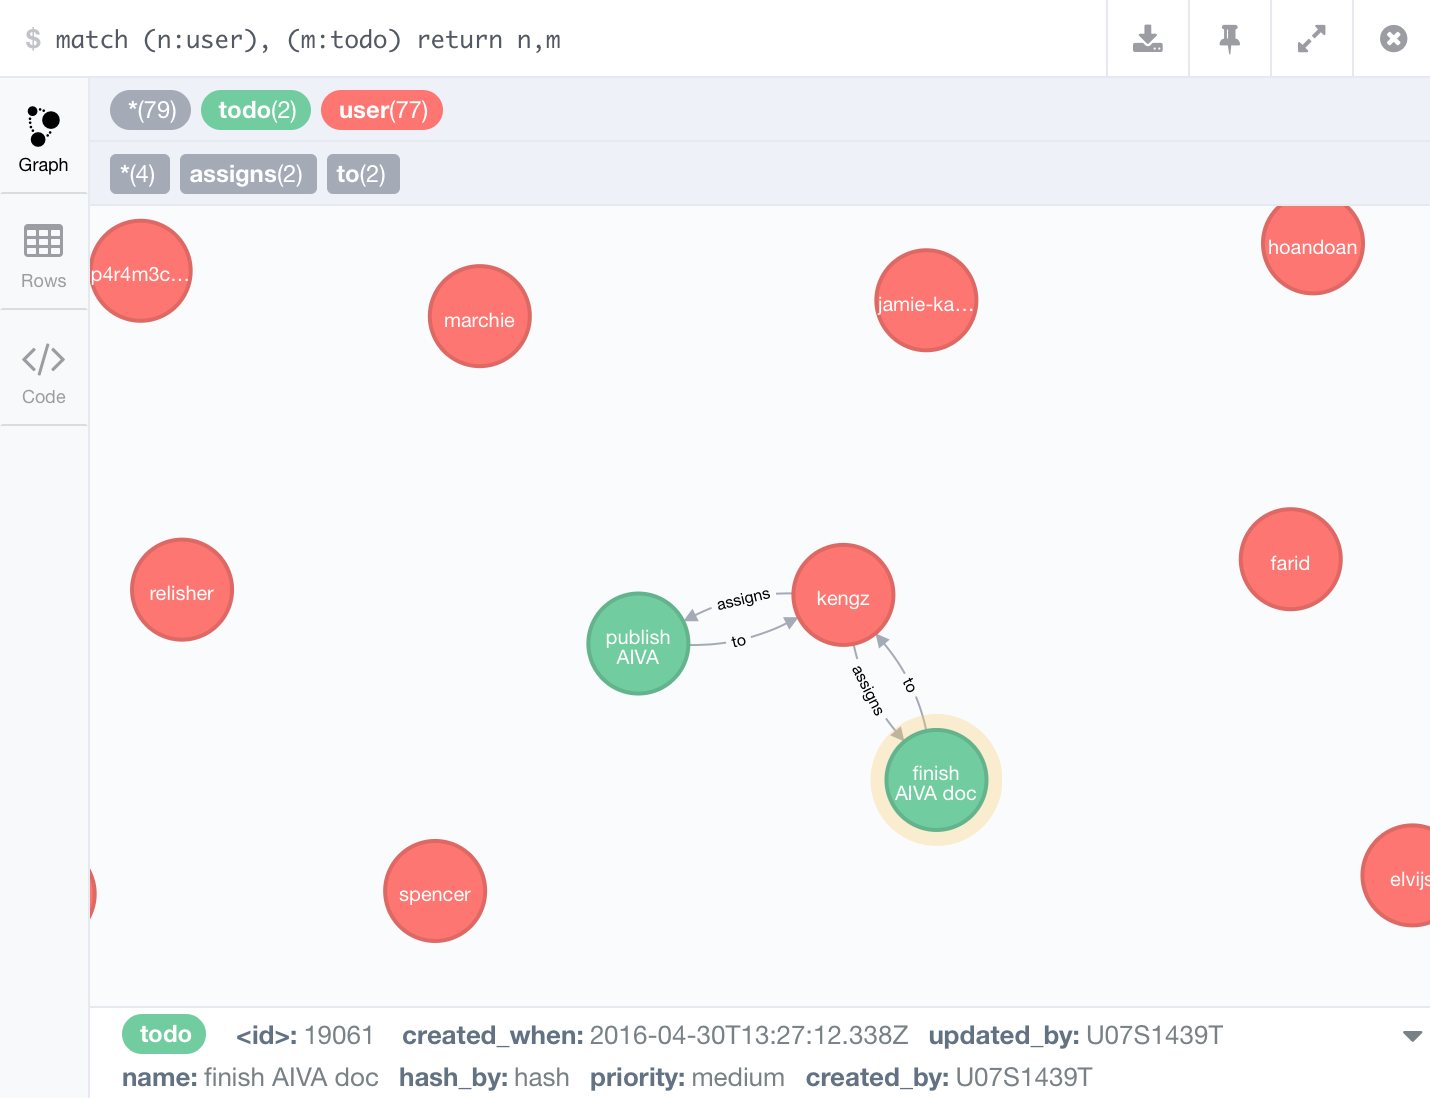 $ match (n:user), (m:todo) return n,m
*(79) todo(2) user(77)
Graph
*(4) assigns(2) to(2)
Rows
Code
p4r4m3c...
marchie
jamie-ka...
hoandoan
relisher
publish
AIVA
assigns
to
kengz
farid
assigns
to
finish
AIVA doc
spencer
elvijs
todo <id>: 19061 created_when: 2016-04-30T13:27:12.338Z updated_by: U07S1439T
name: finish AIVA doc hash_by: hash priority: medium created_by: U07S1439T